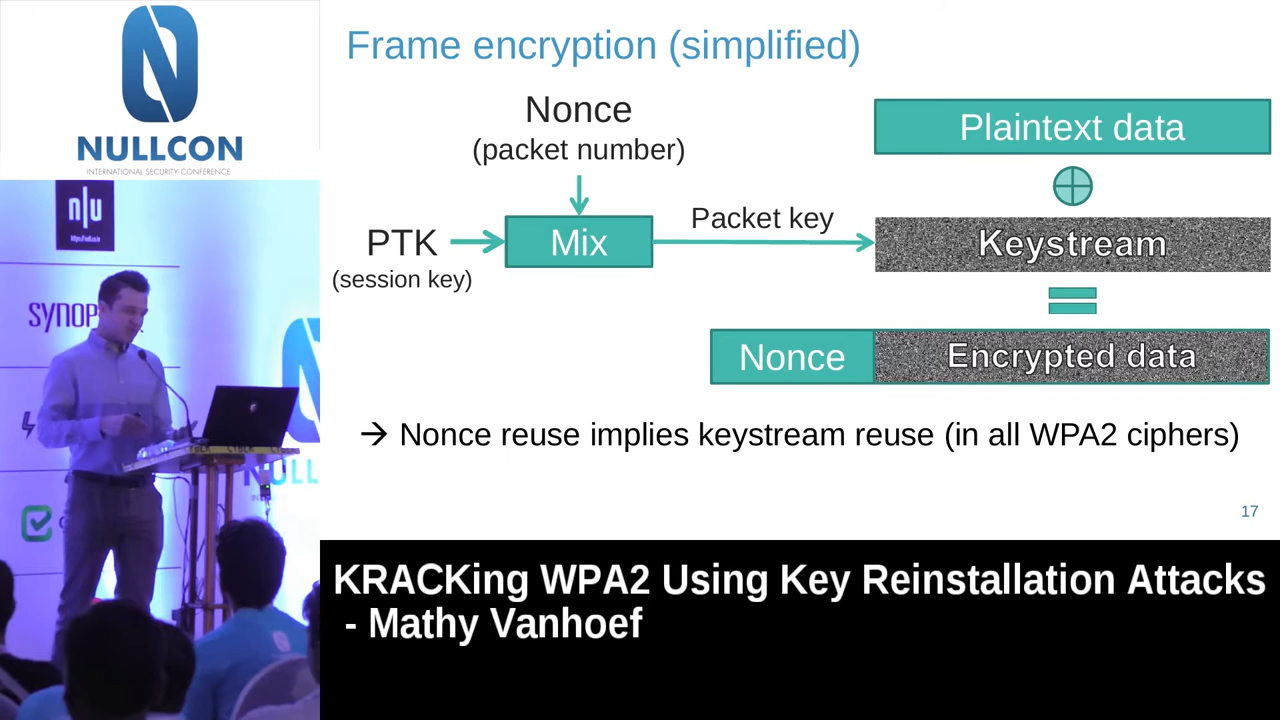 NULLCON
INTERNATIONAL SECURITY CONFERENCE
n|u
SYNOP
NULL
Frame encryption (simplified)
Nonce
(packet number)
Plaintext data
PTK
(session key)
Mix
Packet key
Keystream
Nonce
Encrypted data
→ Nonce reuse implies keystream reuse (in all WPA2 ciphers)
17
KRACKing WPA2 Using Key Reinstallation Attacks
- Mathy Vanhoef